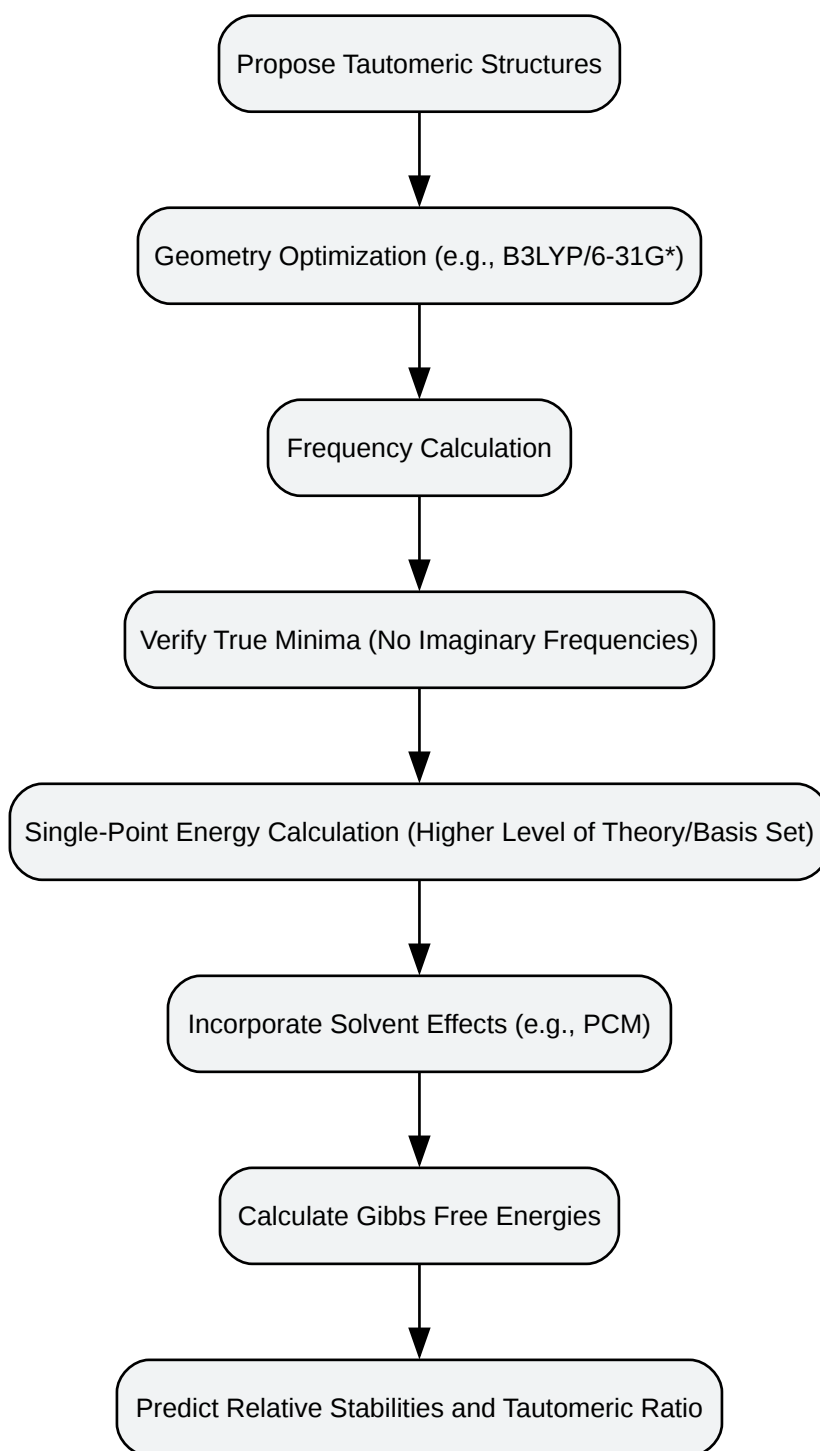 Propose Tautomeric Structures
Geometry Optimization (e.g., B3LYP/6-31G*)
Frequency Calculation
Verify True Minima (No Imaginary Frequencies)
Single-Point Energy Calculation (Higher Level of Theory/Basis Set)
Incorporate Solvent Effects (e.g., PCM)
Calculate Gibbs Free Energies
Predict Relative Stabilities and Tautomeric Ratio